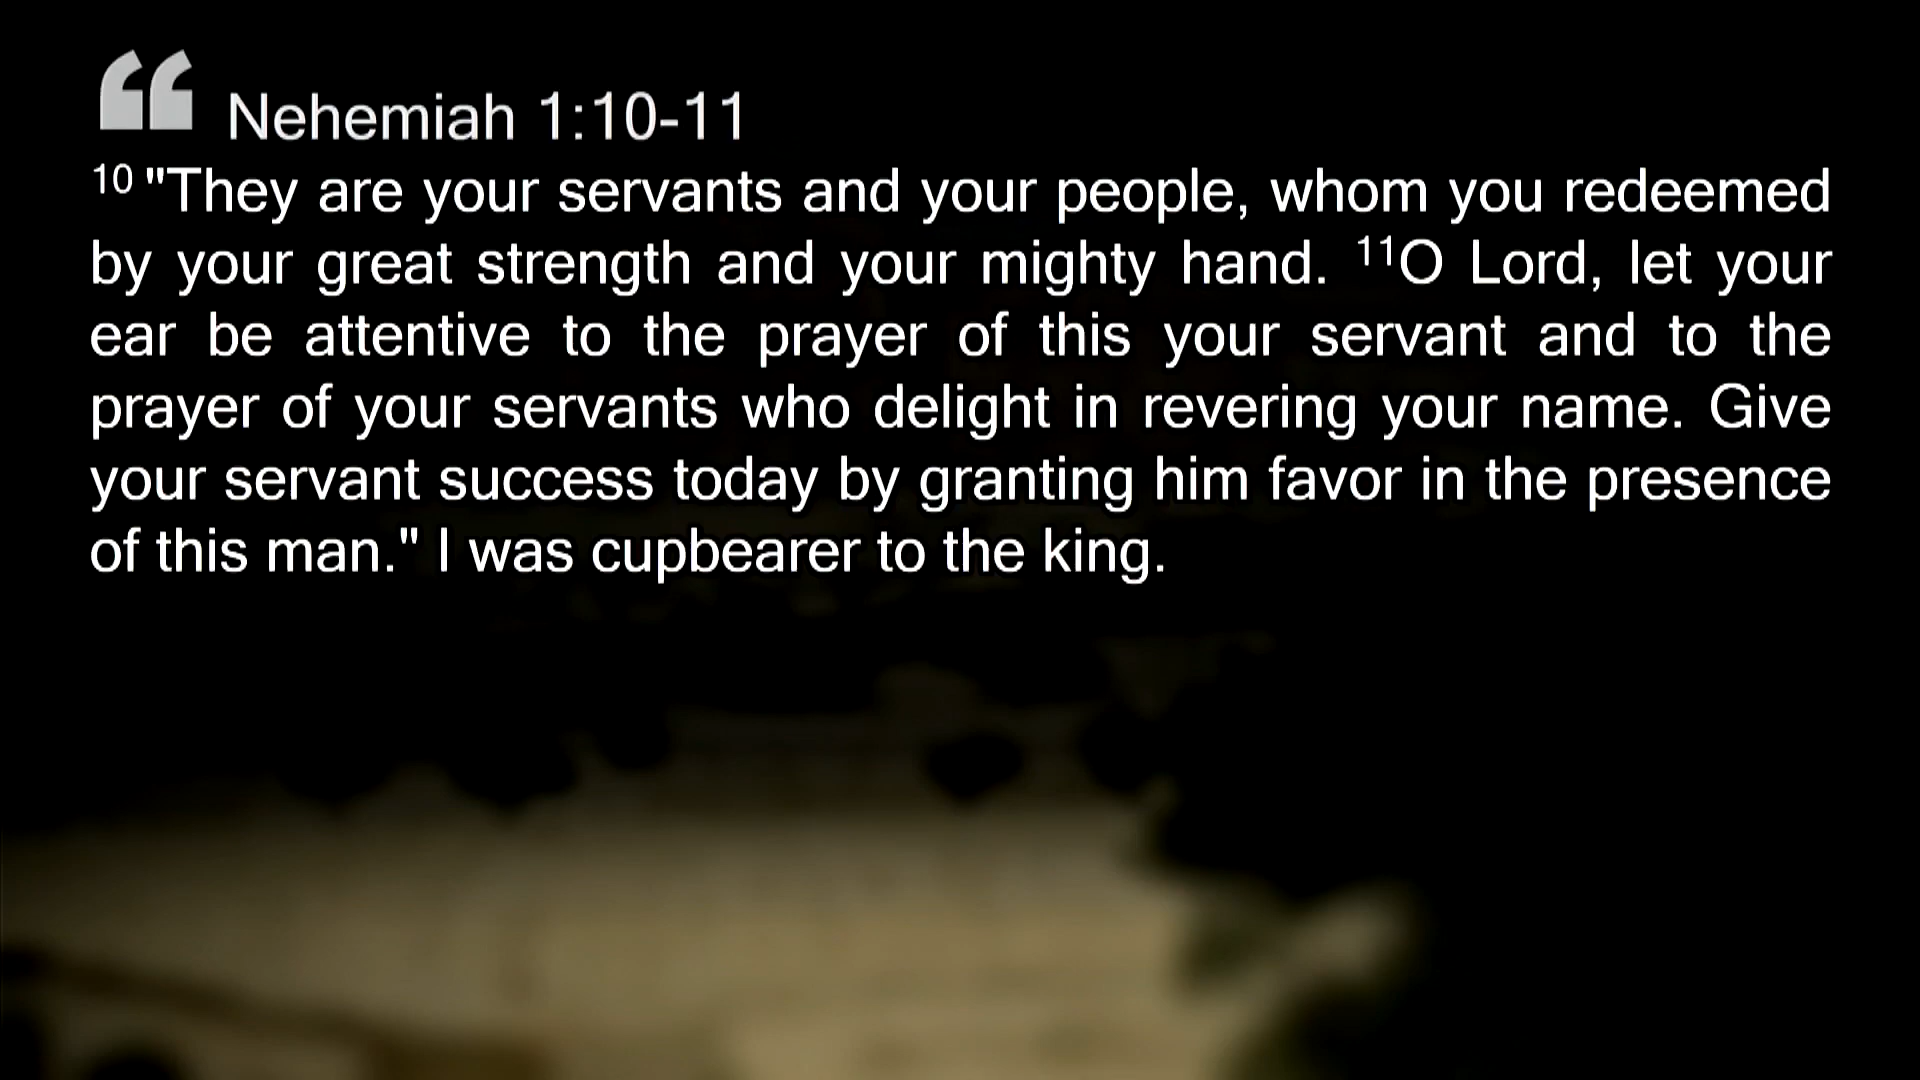 “ Nehemiah 1:10-11
10 "They are your servants and your people, whom you redeemed
by your great strength and your mighty hand. 11O Lord, let your
ear be attentive to the prayer of this your servant and to the
prayer of your servants who delight in revering your name. Give
your servant success today by granting him favor in the presence
of this man." I was cupbearer to the king.